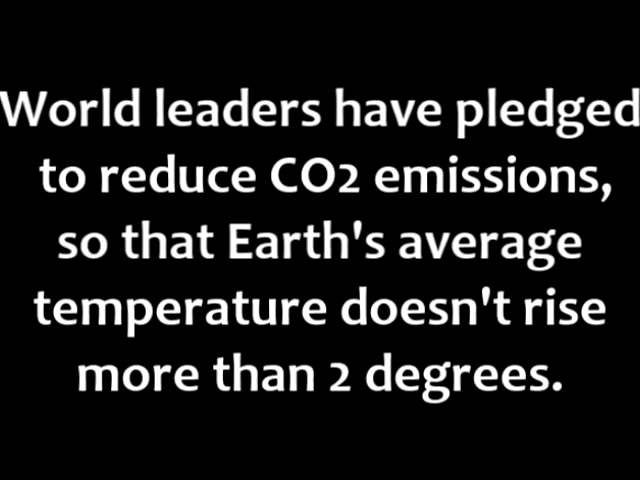 World leaders have pledged
to reduce CO2 emissions,
so that Earth's average
temperature doesn't rise
more than 2 degrees.